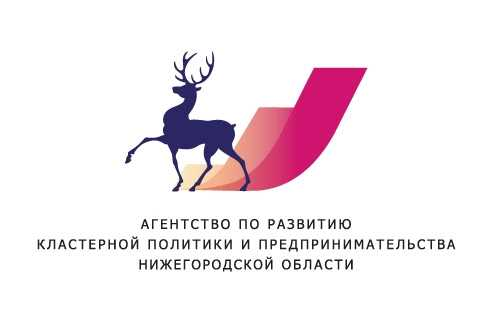 АГЕНТСТВО ПО РАЗВИТИЮ
КЛАСТЕРНОЙ ПОЛИТИКИ И ПРЕДПРИНИМАТЕЛЬСТВА
НИЖЕГОРОДСКОЙ ОБЛАСТИ